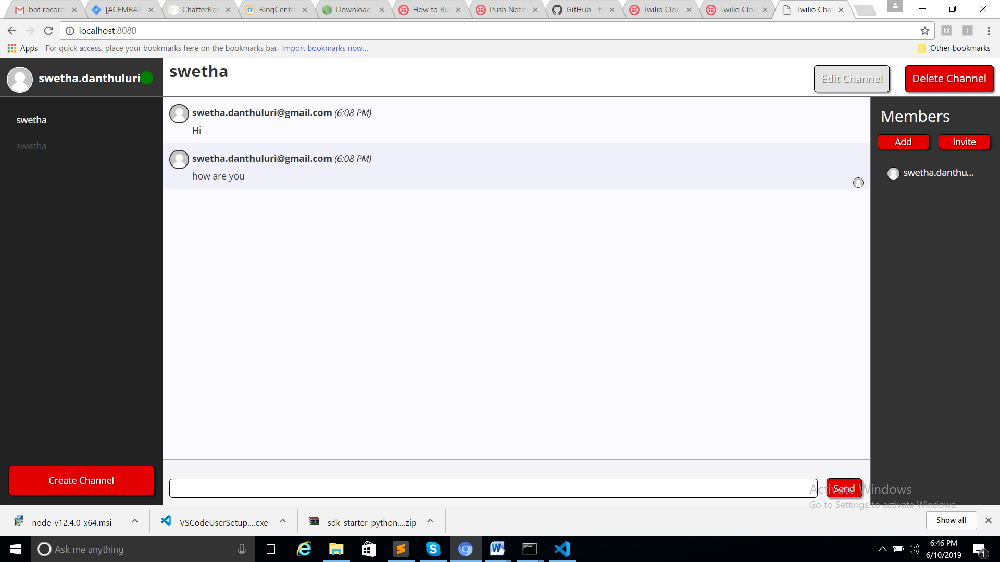 bot record
[ACEMR42
ChatterBot
RingCentra
Download
How to Bu
Push Notifi
GitHub - tw
Twilio Clou
Twilio Clou
Twilio Chat
localhost:8080
M
I
Apps
For quick access, place your bookmarks here on the bookmarks bar. Import bookmarks now...
Other bookmarks
swetha.danthuluri
swetha
Edit Channel
Delete Channel
swetha
swetha
swetha.danthuluri@gmail.com (6:08 PM)
Hi
swetha.danthuluri@gmail.com (6:08 PM)
how are you
Members
Add
Invite
swetha.danthu...
Create Channel
Send
Activate Windows
Go to Settings to activate Windows.
node-v12.4.0-x64.msi
VSCodeUserSetup....exe
sdk-starter-python....zip
Show all
Ask me anything
6:46 PM
6/10/2019
1